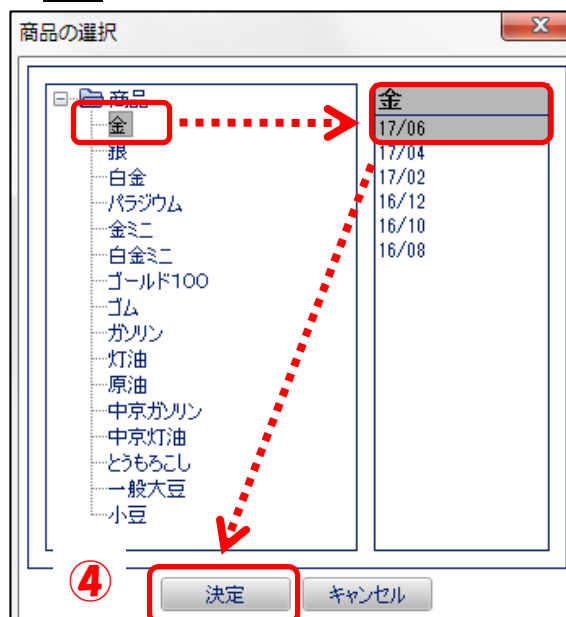 商品の選択
商品
金
銀
白金
パラジウム
金ミニ
白金ミニ
ゴールド100
ゴム
ガソリン
灯油
原油
中京ガソリン
中京灯油
とうもろこし
一般大豆
小豆
金
17/06
17/04
17/02
16/12
16/10
16/08
④
決定
キャンセル